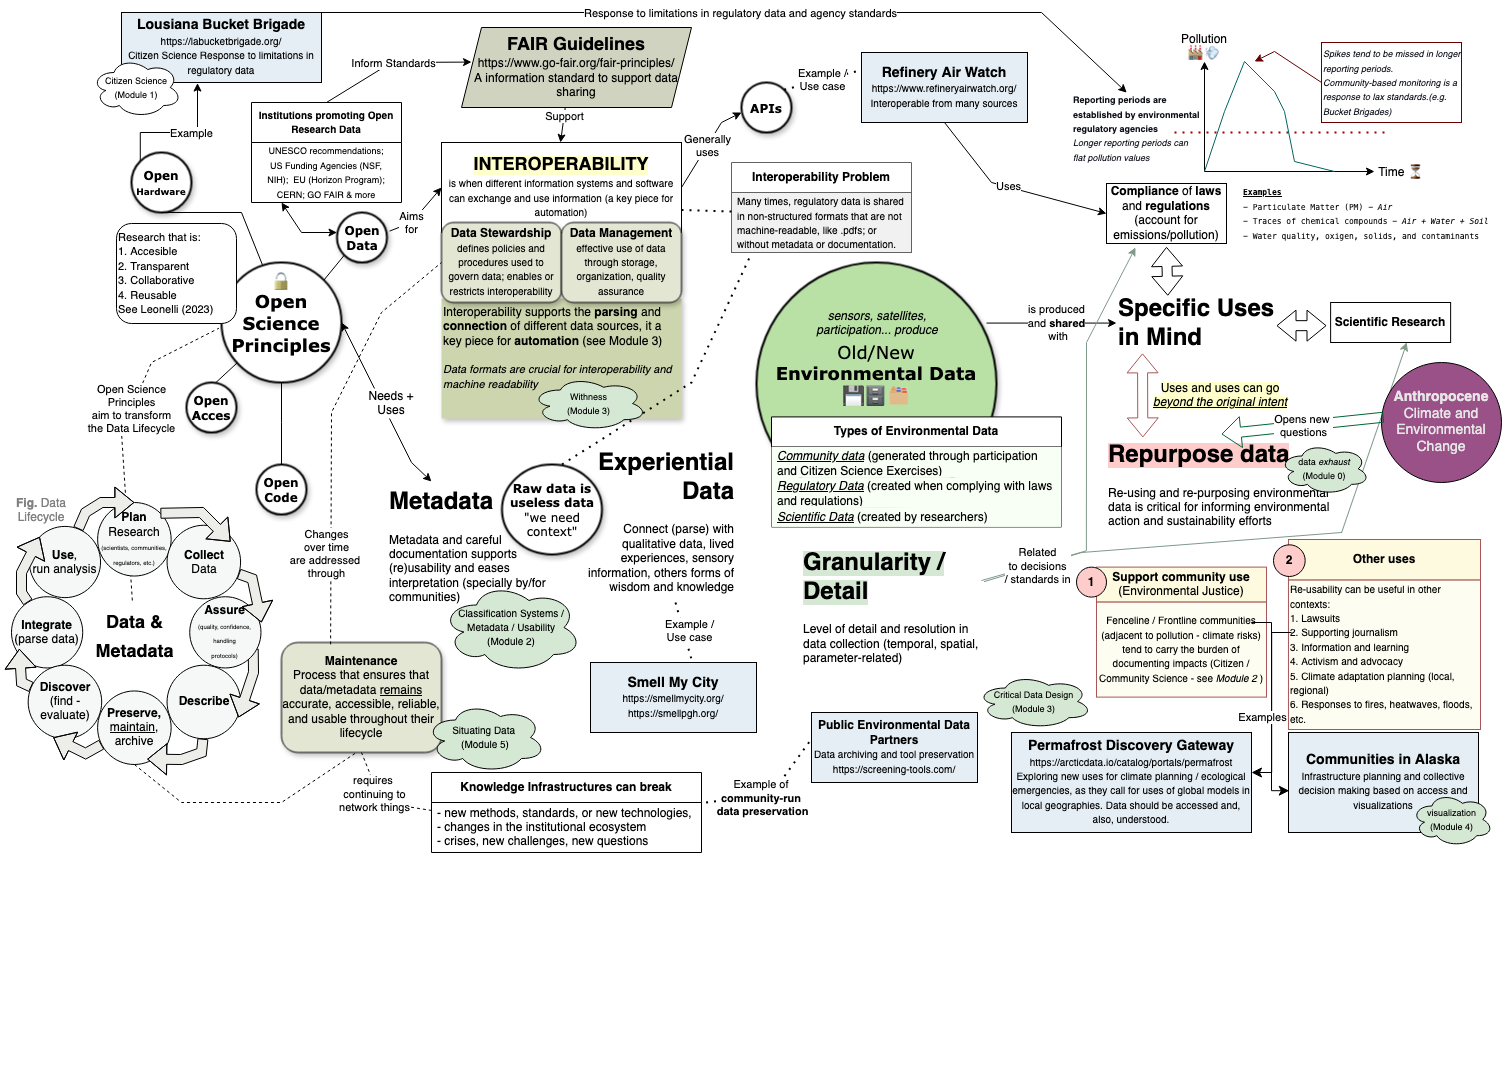 Response to limitations in regulatory data and agency standards
Lousiana Bucket Brigade
https://labucketbrigade.org/
Citizen Science Response to limitations in
regulatory data
Citizen Science
(Module 1)
Example
Open
Hardware
Inform Standards
FAIR Guidelines
https://www.go-fair.org/fair-principles/
A information standard to support data
sharing
Support
Institutions promoting Open
Research Data
UNESCO recommendations;
US Funding Agencies (NSF,
NIH);  EU (Horizon Program);
CERN; GO FAIR & more
Open
Data
Aims
for
Research that is:
1. Accesible
2. Transparent
3. Collaborative
4. Reusable
See Leonelli (2023)
🔓
Open
Science
Principles
Open
Acces
Open
Code
Open Science
Principles
aim to transform
the Data Lifecycle
Needs +
Uses
INTEROPERABILITY
is when different information systems and software
can exchange and use information (a key piece for
automation)
Data Stewardship
defines policies and
procedures used to
govern data; enables or
restricts interoperability
Data Management
effective use of data
through storage,
organization, quality
assurance
Interoperability supports the parsing and
connection of different data sources, it a
key piece for automation (see Module 3)
Data formats are crucial for interoperability and
machine readability
Withness
(Module 3)
Generally
uses
APIs
Example /
Use case
Refinery Air Watch
https://www.refineryairwatch.org/
Interoperable from many sources
Uses
Interoperability Problem
Many times, regulatory data is shared
in non-structured formats that are not
machine-readable, like .pdfs; or
without metadata or documentation.
Pollution
🏭💨
Reporting periods are
established by environmental
regulatory agencies
Longer reporting periods can
flat pollution values
Spikes tend to be missed in longer
reporting periods.
Community-based monitoring is a
response to lax standards.(e.g.
Bucket Brigades)
Time ⏳
Compliance of laws
and regulations
(account for
emissions/pollution)
Examples
- Particulate Matter (PM) - Air
- Traces of chemical compounds - Air + Water + Soil
- Water quality, oxigen, solids, and contaminants
sensors, satellites,
participation... produce
Old/New
Environmental Data
💾🗄️🗂️
Types of Environmental Data
Community data (generated through participation
and Citizen Science Exercises)
Regulatory Data (created when complying with laws
and regulations)
Scientific Data (created by researchers)
is produced
and shared
with
Specific Uses
in Mind
Scientific Research
Uses and uses can go
beyond the original intent
Opens new
questions
Anthropocene
Climate and
Environmental
Change
Repurpose data
data exhaust
(Module 0)
Re-using and re-purposing environmental
data is critical for informing environmental
action and sustainability efforts
Metadata
Metadata and careful
documentation supports
(re)usability and eases
interpretation (specially by/for
communities)
Raw data is
useless data
"we need
context"
Classification Systems /
Metadata / Usability
(Module 2)
Experiential
Data
Connect (parse) with
qualitative data, lived
experiences, sensory
information, others forms of
wisdom and knowledge
Example /
Use case
Smell My City
https://smellmycity.org/
https://smellpgh.org/
Granularity /
Detail
Level of detail and resolution in
data collection (temporal, spatial,
parameter-related)
Related
to decisions
/ standards in
1
Support community use
(Environmental Justice)
Fenceline / Frontline communities
(adjacent to pollution - climate risks)
tend to carry the burden of
documenting impacts (Citizen /
Community Science - see Module 2 )
2
Other uses
Re-usability can be useful in other
contexts:
1. Lawsuits
2. Supporting journalism
3. Information and learning
4. Activism and advocacy
5. Climate adaptation planning (local,
regional)
6. Responses to fires, heatwaves, floods,
etc.
Examples
Critical Data Design
(Module 3)
Permafrost Discovery Gateway
https://arcticdata.io/catalog/portals/permafrost
Exploring new uses for climate planning / ecological
emergencies, as they call for uses of global models in
local geographies. Data should be accessed and,
also, understood.
Communities in Alaska
Infrastructure planning and collective
decision making based on access and
visualizations
visualization
(Module 4)
Public Environmental Data
Partners
Data archiving and tool preservation
https://screening-tools.com/
Example of
community-run
data preservation
Fig. Data
Lifecycle
Plan
Research
(scientists, communities,
regulators, etc.)
Collect
Data
Assure
(quality, confidence,
handling
protocols)
Describe
Preserve,
maintain,
archive
Discover
(find -
evaluate)
Integrate
(parse data)
Use,
run analysis
Data &
Metadata
Changes
over time
are addressed
through
Maintenance
Process that ensures that
data/metadata remains
accurate, accessible, reliable,
and usable throughout their
lifecycle
Situating Data
(Module 5)
requires
continuing to
network things
Knowledge Infrastructures can break
- new methods, standards, or new technologies,
- changes in the institutional ecosystem
- crises, new challenges, new questions